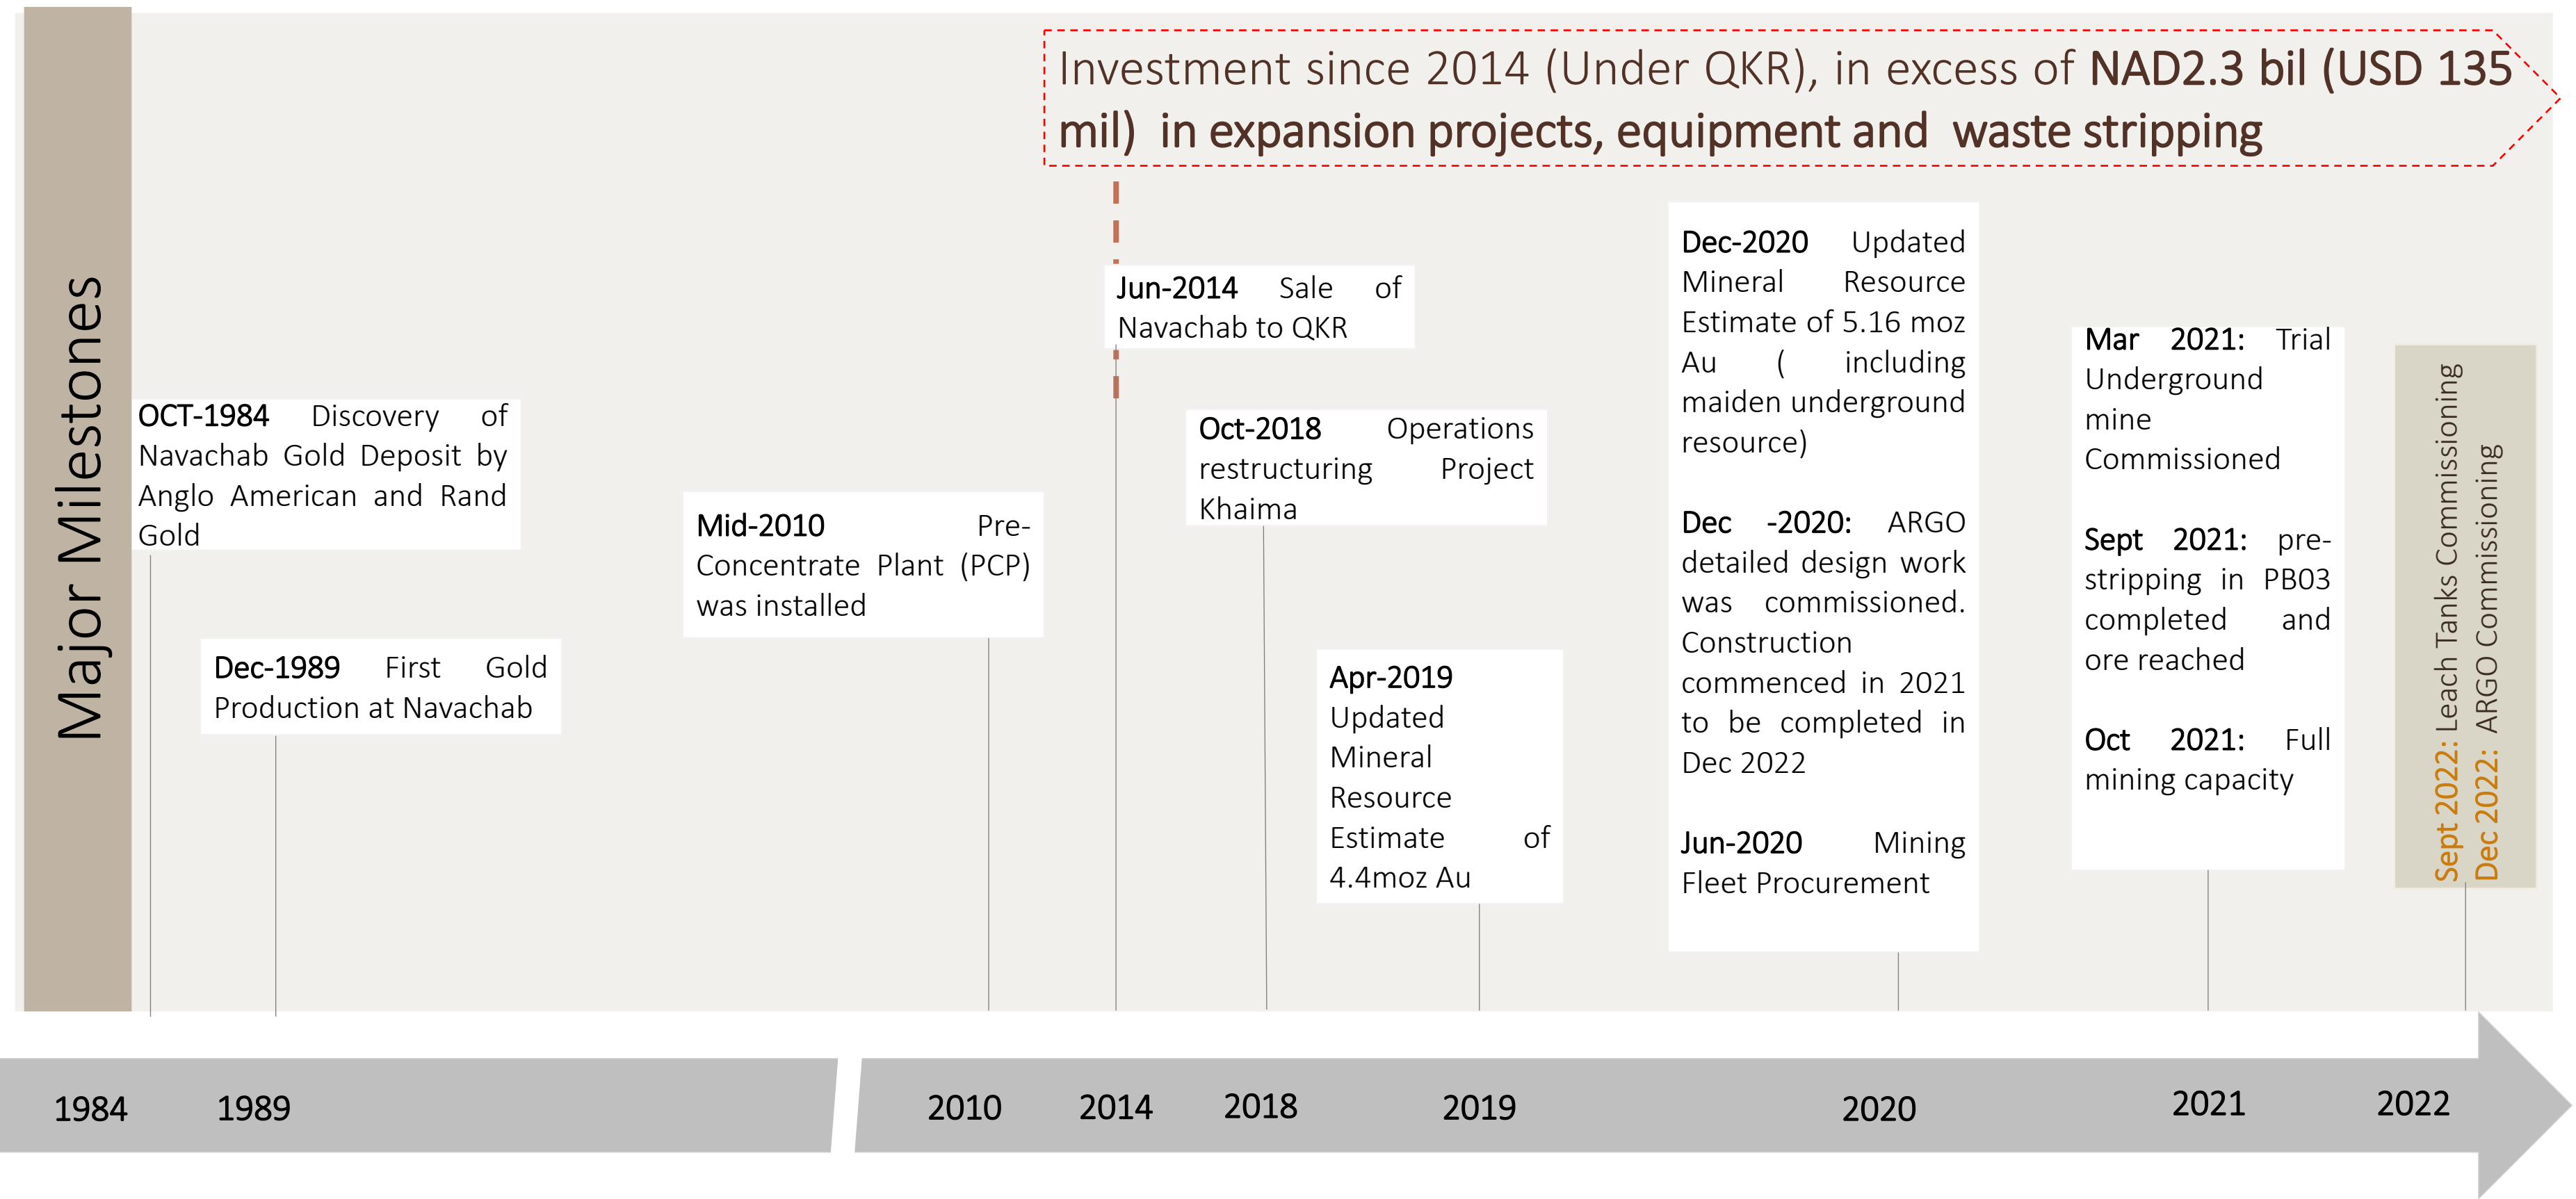 Major Milestones
Investment since 2014 (Under QKR), in excess of NAD2.3 bil (USD 135
mil) in expansion projects, equipment and waste stripping
OCT-1984 Discovery of
Navachab Gold Deposit by
Anglo American and Rand
Gold
Dec-1989 First Gold
Production at Navachab
Mid-2010 Pre-
Concentrate Plant (PCP)
was installed
Jun-2014 Sale of
Navachab to QKR
Oct-2018 Operations
restructuring Project
Khaima
Apr-2019
Updated
Mineral
Resource
Estimate of
4.4moz Au
Dec-2020 Updated
Mineral Resource
Estimate of 5.16 moz
Au ( including
maiden underground
resource)
Dec -2020: ARGO
detailed design work
was commissioned.
Construction
commenced in 2021
to be completed in
Dec 2022
Jun-2020 Mining
Fleet Procurement
Mar 2021: Trial
Underground
mine
Commissioned
Sept 2021: pre-
stripping in PB03
completed and
ore reached
Oct 2021: Full
mining capacity
Sept 2022: Leach Tanks Commissioning
Dec 2022: ARGO Commissioning
1984
1989
2010
2014
2018
2019
2020
2021
2022